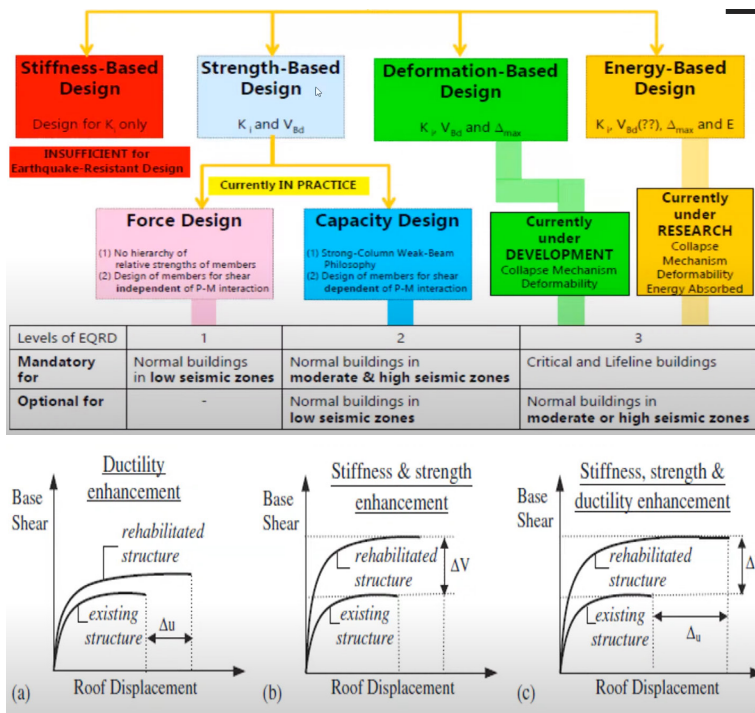 Stiffness-Based
Design
Design for Ki only
INSUFFICIENT for
Earthquake-Resistant Design
Strength-Based
Design
Ki and VBd
Deformation-Based
Design
Ki, VBd and Δmax
Energy-Based
Design
Ki, VBd(??), Δmax and E
Currently IN PRACTICE
Force Design
(1) No hierarchy of
relative strengths of members
(2) Design of members for shear
independent of P-M interaction
Capacity Design
(1) Strong-Column Weak-Beam
Philosophy
(2) Design of members for shear
dependent of P-M interaction
Currently
under
DEVELOPMENT
Collapse Mechanism
Deformability
Currently
under
RESEARCH
Collapse
Mechanism
Deformability
Energy Absorbed
Levels of EQRD 1 2 3
Mandatory
for
Normal buildings
in low seismic zones
Normal buildings in
moderate & high seismic zones
Critical and Lifeline buildings
Optional for
-
Normal buildings in
low seismic zones
Normal buildings in
moderate or high seismic zones
Ductility
enhancement
Base
Shear
rehabilitated
structure
existing
structure
Δu
(a)
Roof Displacement
Stiffness & strength
enhancement
Base
Shear
rehabilitated
structure
ΔV
existing
structure
(b)
Roof Displacement
Stiffness, strength &
ductility enhancement
Base
Shear
rehabilitated
structure
Δ
existing
structure
Δu
(c)
Roof Displacement